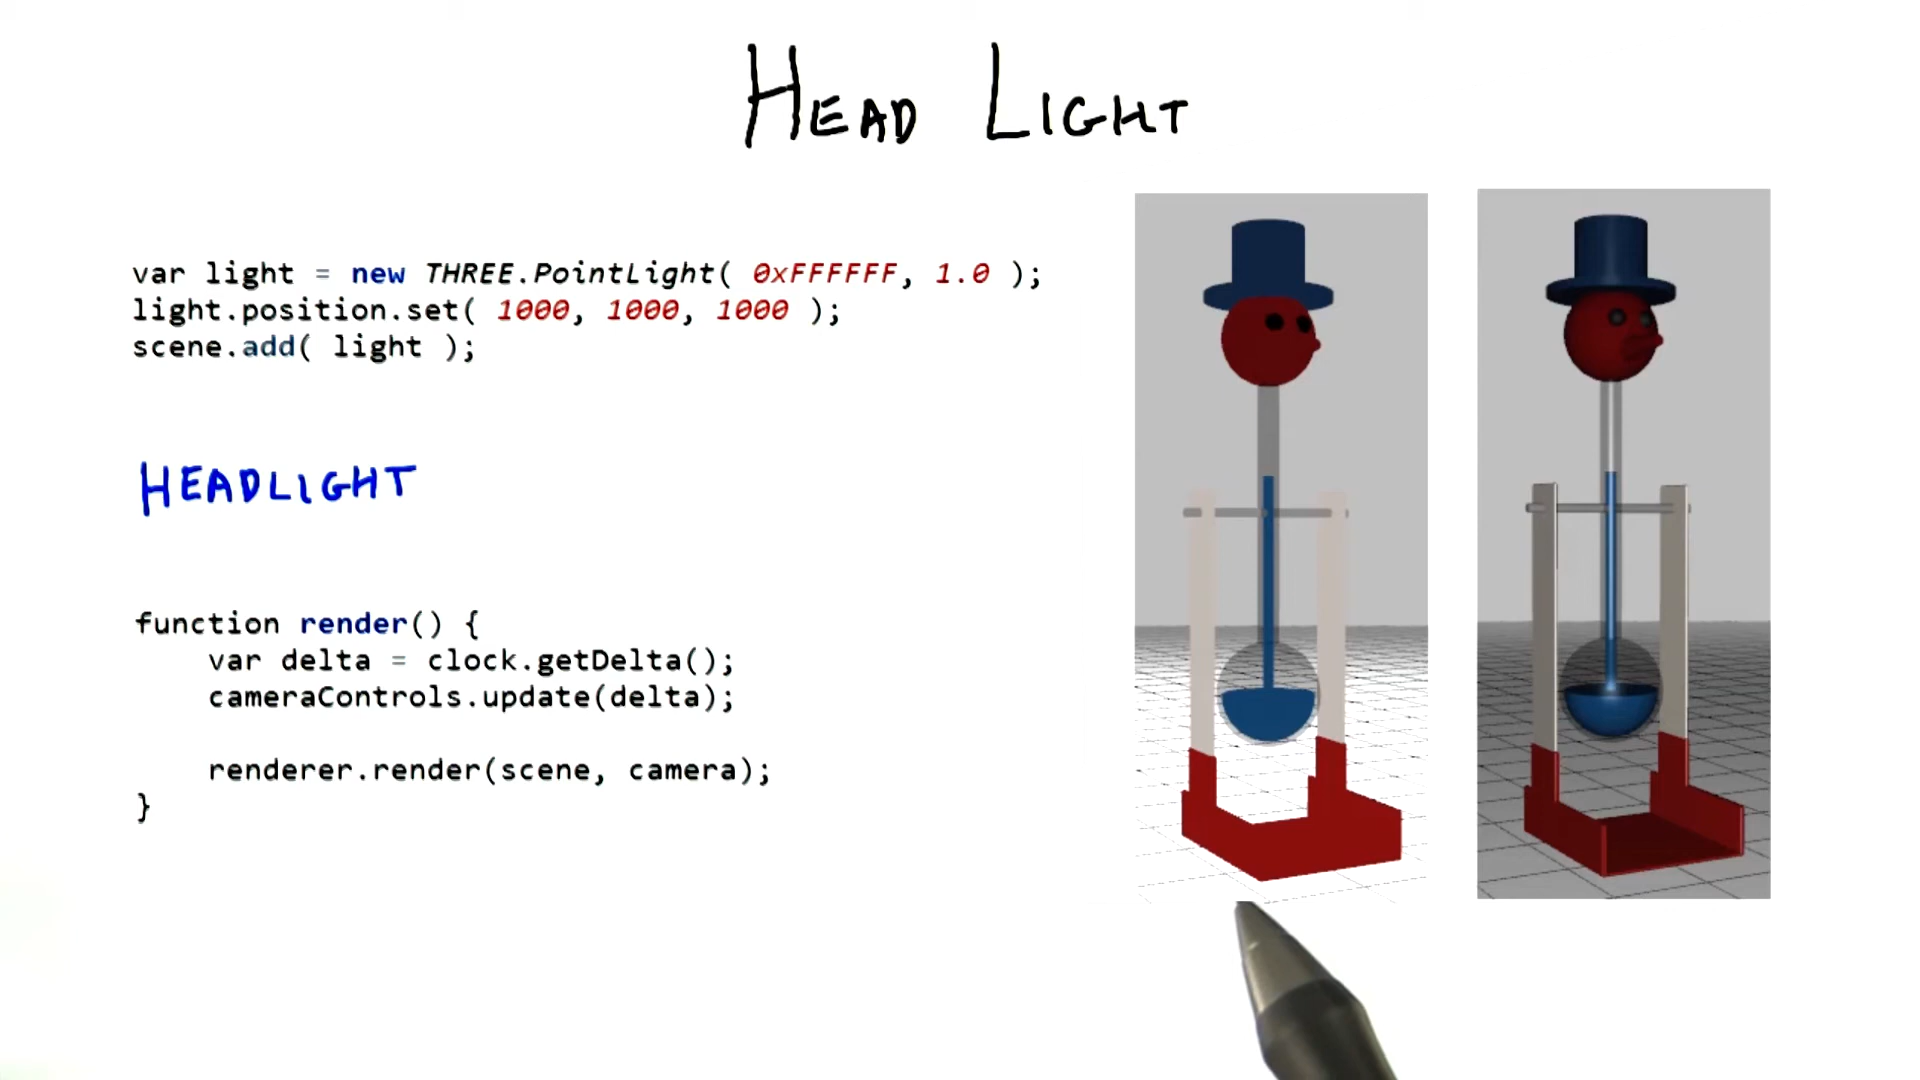 HEAD LIGHT
var light = new THREE.PointLight( 0xFFFFFF, 1.0 );
light.position.set( 1000, 1000, 1000 );
scene.add( light );
HEADLIGHT
function render() {
    var delta = clock.getDelta();
    cameraControls.update(delta);
    renderer.render(scene, camera);
}